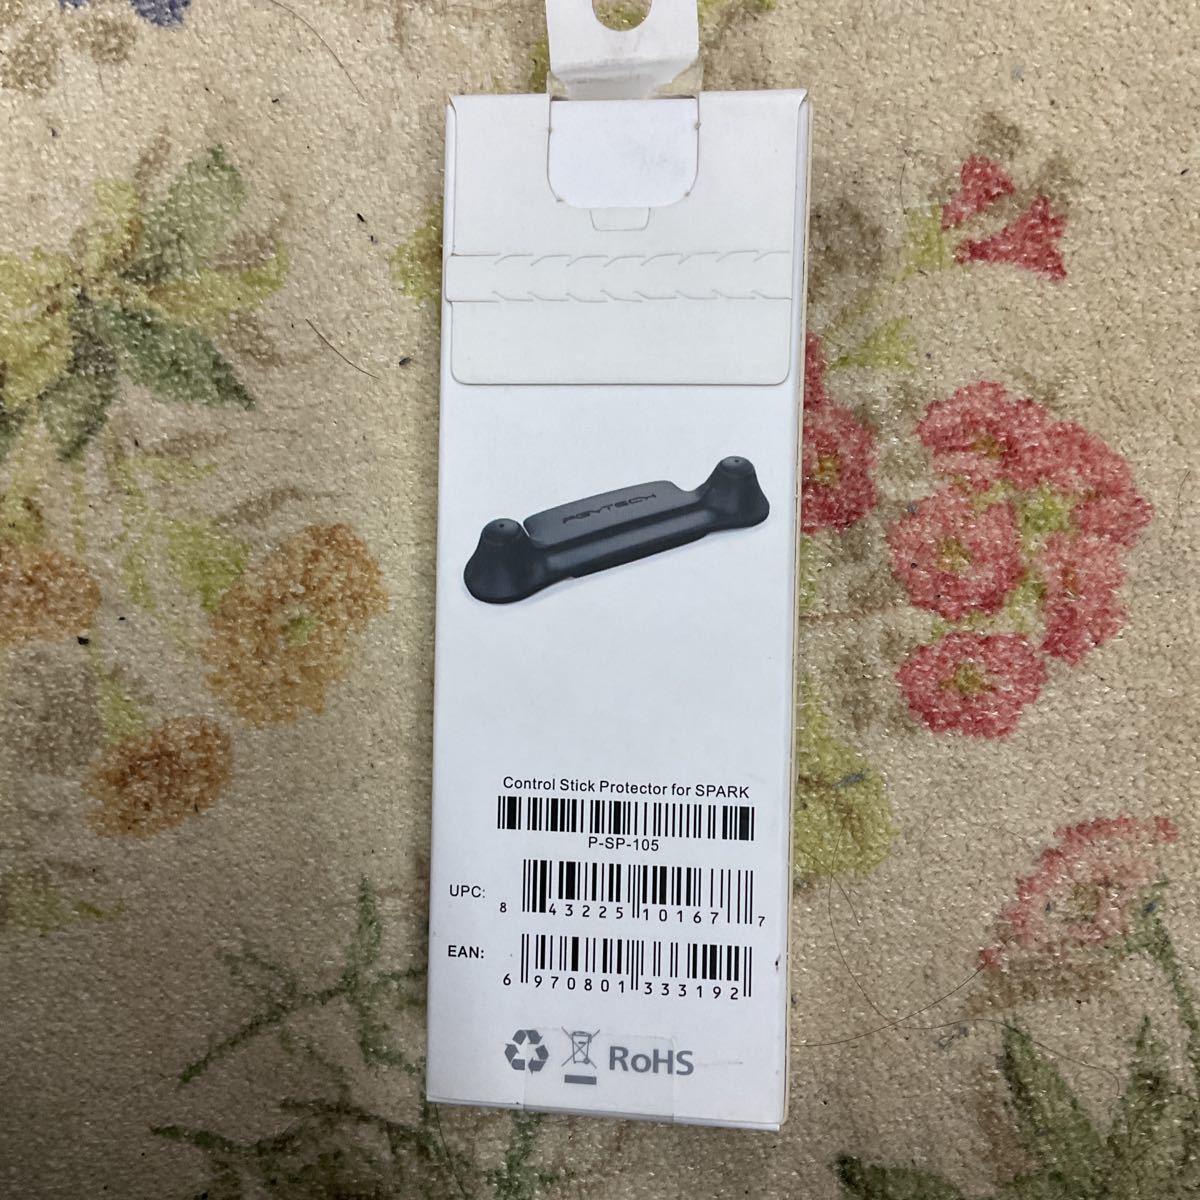 PGYTECH
Control Stick Protector for SPARK
P-SP-105
UPC:
8 43225 10167 7
EAN:
6 970801 333192
RoHS